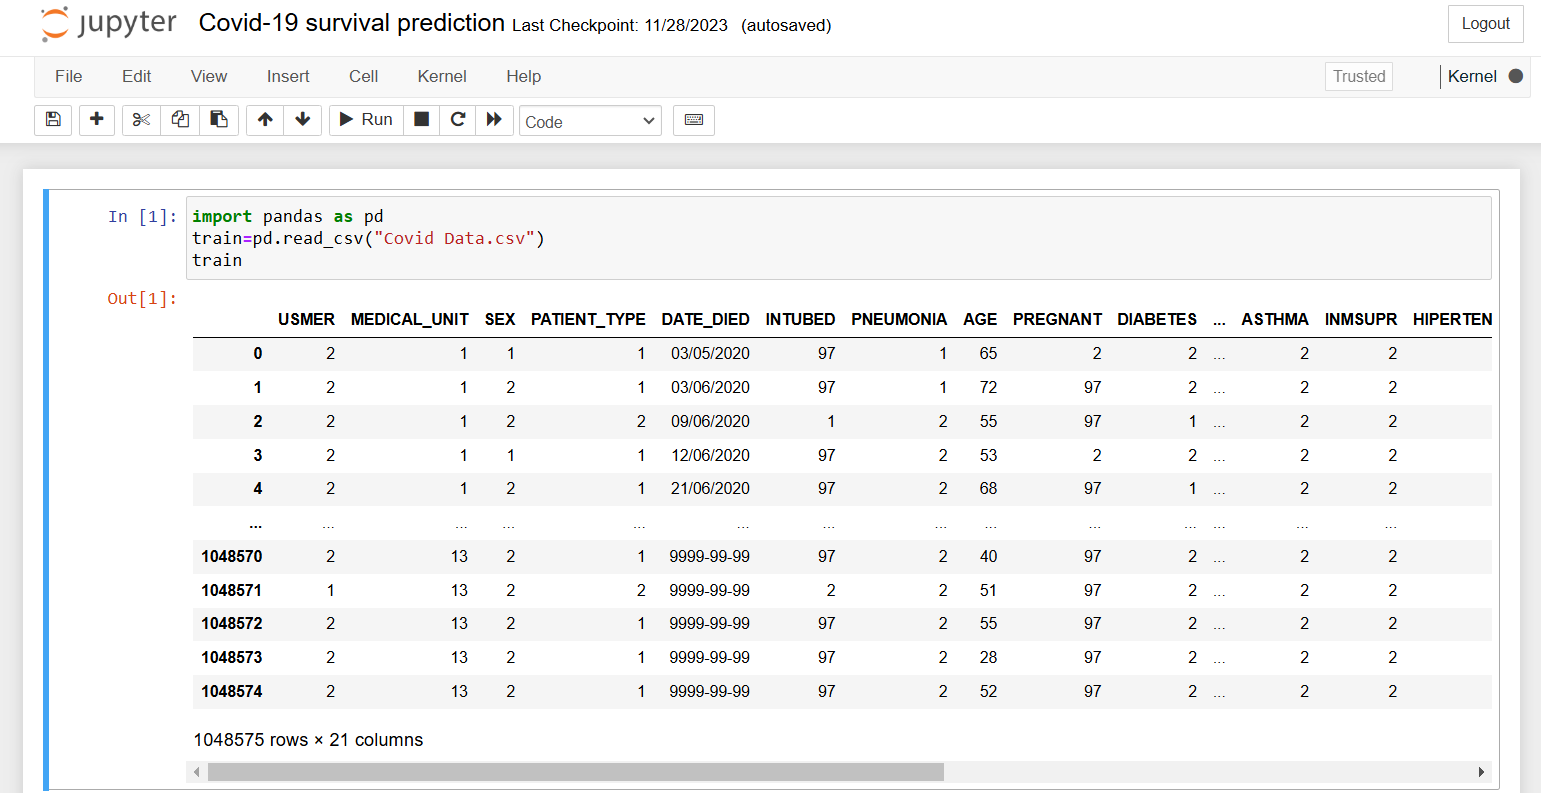 jupyter Covid-19 survival prediction Last Checkpoint: 11/28/2023 (autosaved) Logout
File Edit View Insert Cell Kernel Help Trusted Kernel
Run Code
In [1]: import pandas as pd
train=pd.read_csv("Covid Data.csv")
train
Out[1]:
USMER MEDICAL_UNIT SEX PATIENT_TYPE DATE_DIED INTUBED PNEUMONIA AGE PREGNANT DIABETES ... ASTHMA INMSUPR HIPERTEN
0 2 1 1 1 03/05/2020 97 1 65 2 2 ... 2 2
1 2 1 2 1 03/06/2020 97 1 72 97 2 ... 2 2
2 2 1 2 2 09/06/2020 1 2 55 97 1 ... 2 2
3 2 1 1 1 12/06/2020 97 2 53 2 2 ... 2 2
4 2 1 2 1 21/06/2020 97 2 68 97 1 ... 2 2
... ... ... ... ... ... ... ... ... ... ... ... ... ...
1048570 2 13 2 1 9999-99-99 97 2 40 97 2 ... 2 2
1048571 1 13 2 2 9999-99-99 2 2 51 97 2 ... 2 2
1048572 2 13 2 1 9999-99-99 97 2 55 97 2 ... 2 2
1048573 2 13 2 1 9999-99-99 97 2 28 97 2 ... 2 2
1048574 2 13 2 1 9999-99-99 97 2 52 97 2 ... 2 2
1048575 rows × 21 columns